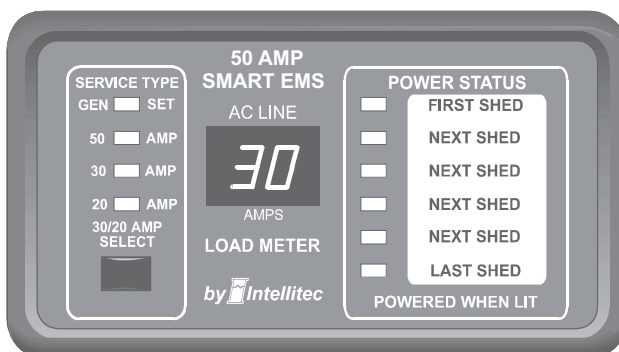 SERVICE TYPE
GEN SET
50 AMP
30 AMP
20 AMP
30/20 AMP
SELECT
50 AMP
SMART EMS
AC LINE
30
AMPS
LOAD METER
by Intellitec
POWER STATUS
FIRST SHED
NEXT SHED
NEXT SHED
NEXT SHED
NEXT SHED
LAST SHED
POWERED WHEN LIT